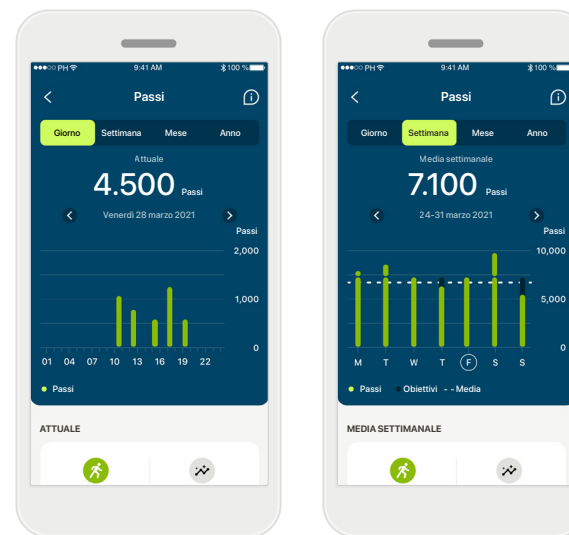 ●●●○○ PH 9:41 AM 100 %
Passi
Giorno Settimana Mese Anno
Attuale
4.500 Passi
Venerdì 28 marzo 2021
Passi
2,000
1,000
0
01 04 07 10 13 16 19 22
Passi
ATTUALE
●●●○○ PH 9:41 AM 100 %
Passi
Giorno Settimana Mese Anno
Media settimanale
7.100 Passi
24-31 marzo 2021
Passi
10,000
5,000
0
M T W T F S S
Passi Obiettivi - - Media
MEDIA SETTIMANALE